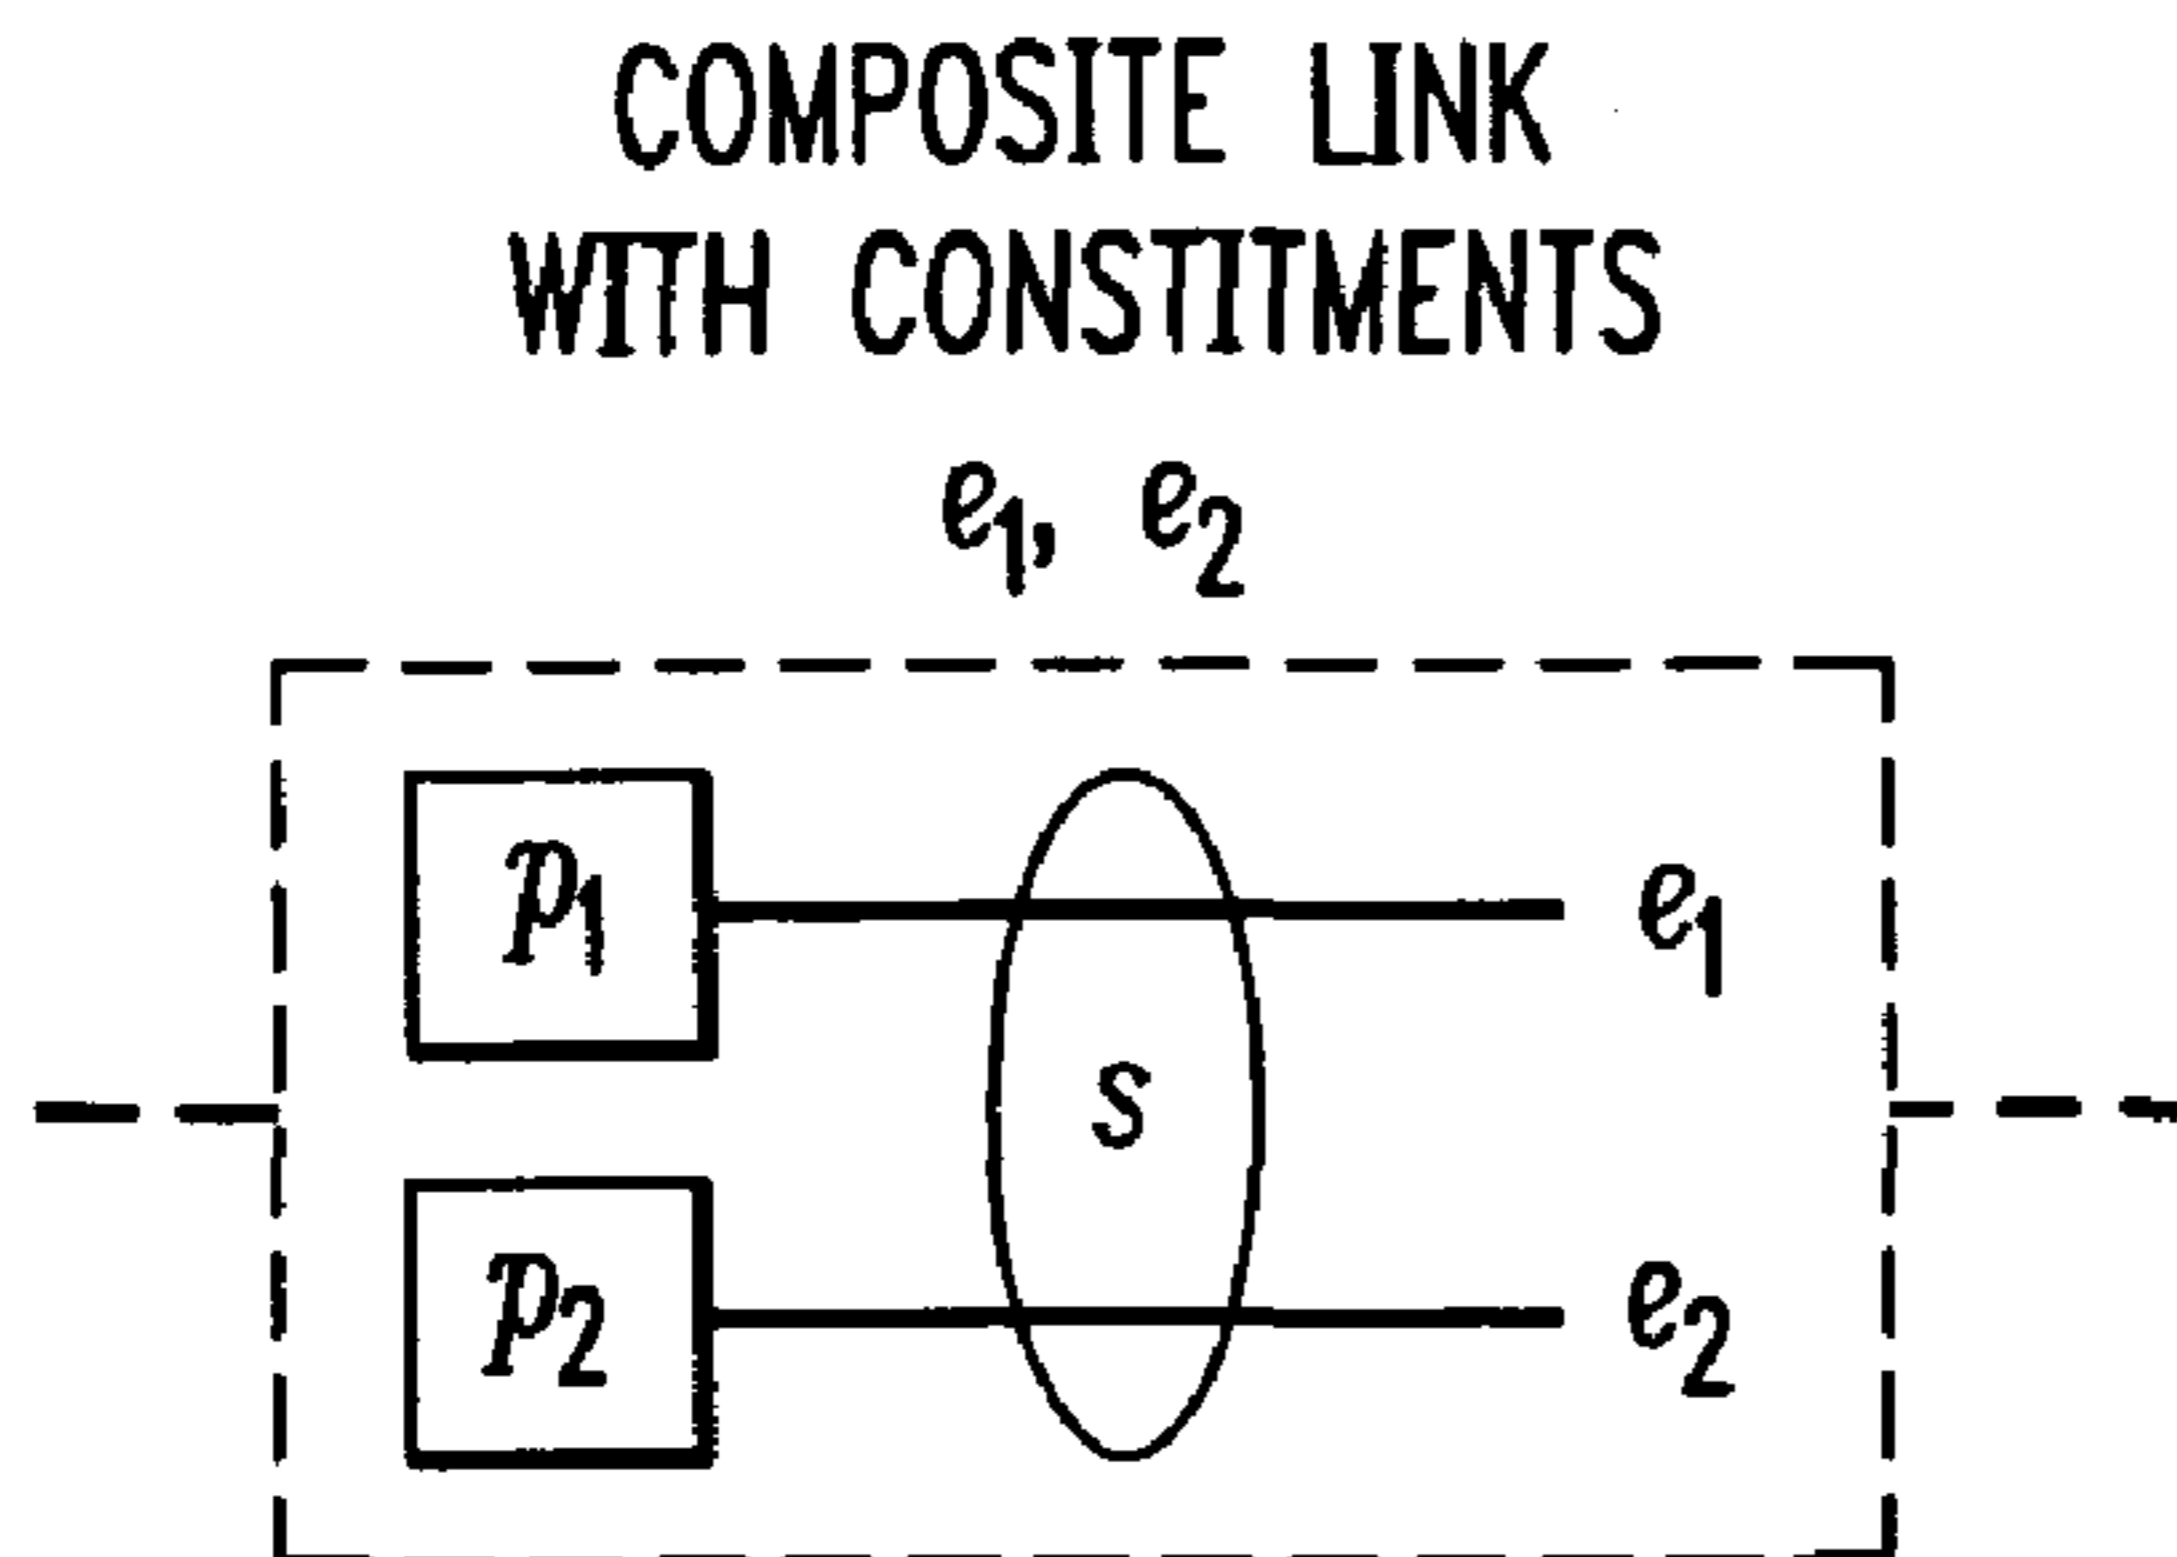 COMPOSITE LINK
WITH CONSTITMENTS
e1, e2
p1
e1
s
p2
e2